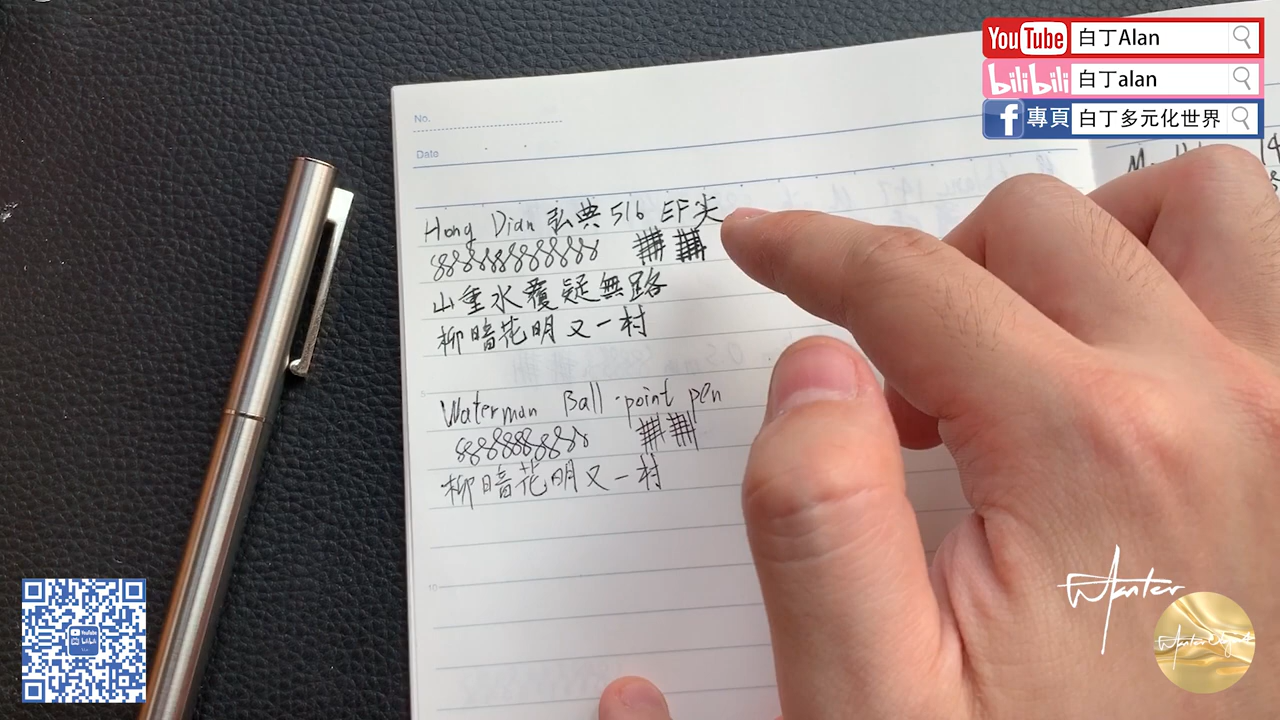 YouTube 白丁Alan
bilibili 白丁alan
f 專頁 白丁多元化世界
No.
Date
Hong Dian 弘典 516 EF尖
山重水覆疑無路
柳暗花明又一村
5
Waterman Ball-point pen
柳暗花明又一村
10
Wanter